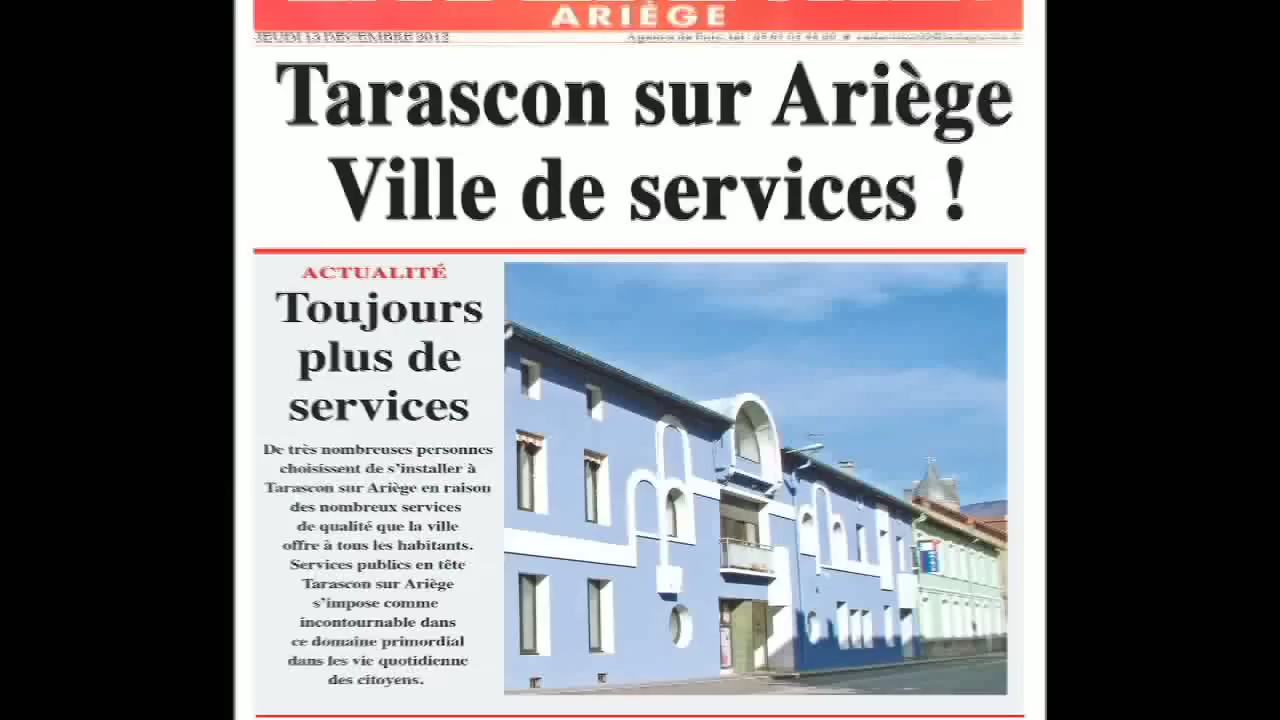 ARIÈGE
JEUDI 13 DÉCEMBRE 2012
Tarascon sur Ariège
Ville de services !
ACTUALITÉ
Toujours
plus de
services
De très nombreuses personnes
choisissent de s’installer à
Tarascon sur Ariège en raison
des nombreux services
de qualité que la ville
offre à tous les habitants.
Services publics en tête
Tarascon sur Ariège
s’impose comme
incontournable dans
ce domaine primordial
dans les vie quotidienne
des citoyens.